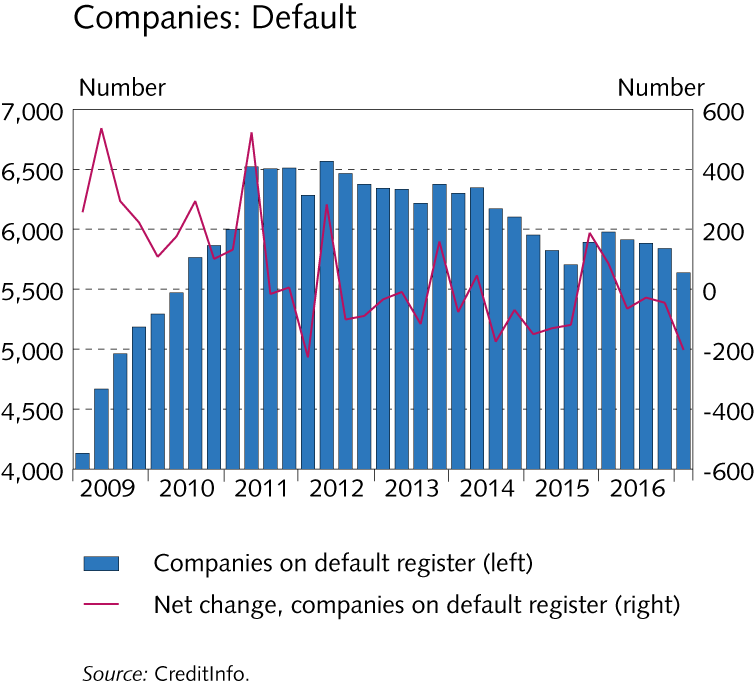 Companies: Default
Number Number
7,000 600
6,500 400
6,000 200
5,500 0
5,000 -200
4,500 -400
4,000 -600
2009 2010 2011 2012 2013 2014 2015 2016
Companies on default register (left)
Net change, companies on default register (right)
Source: CreditInfo.